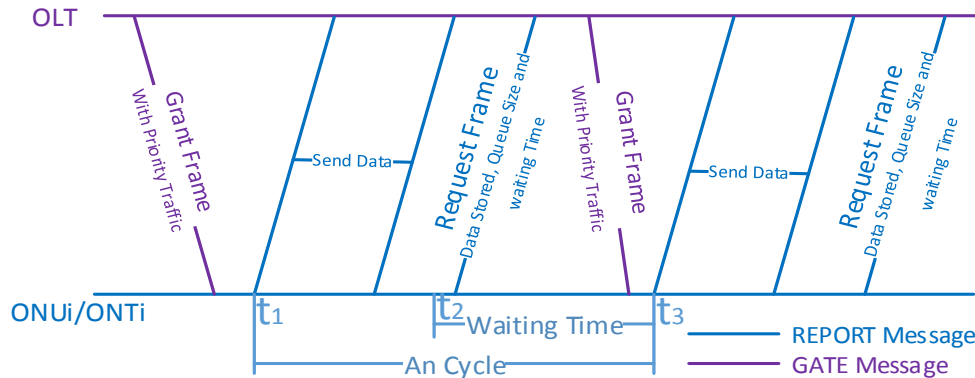 OLT
Grant Frame
With Priority Traffic
Send Data
Request Frame
Data Stored, Queue Size and
waiting Time
Grant Frame
With Priority Traffic
Send Data
Request Frame
Data Stored, Queue Size and
waiting Time
ONUi/ONTi
t1
t2
t3
Waiting Time
An Cycle
REPORT Message
GATE Message